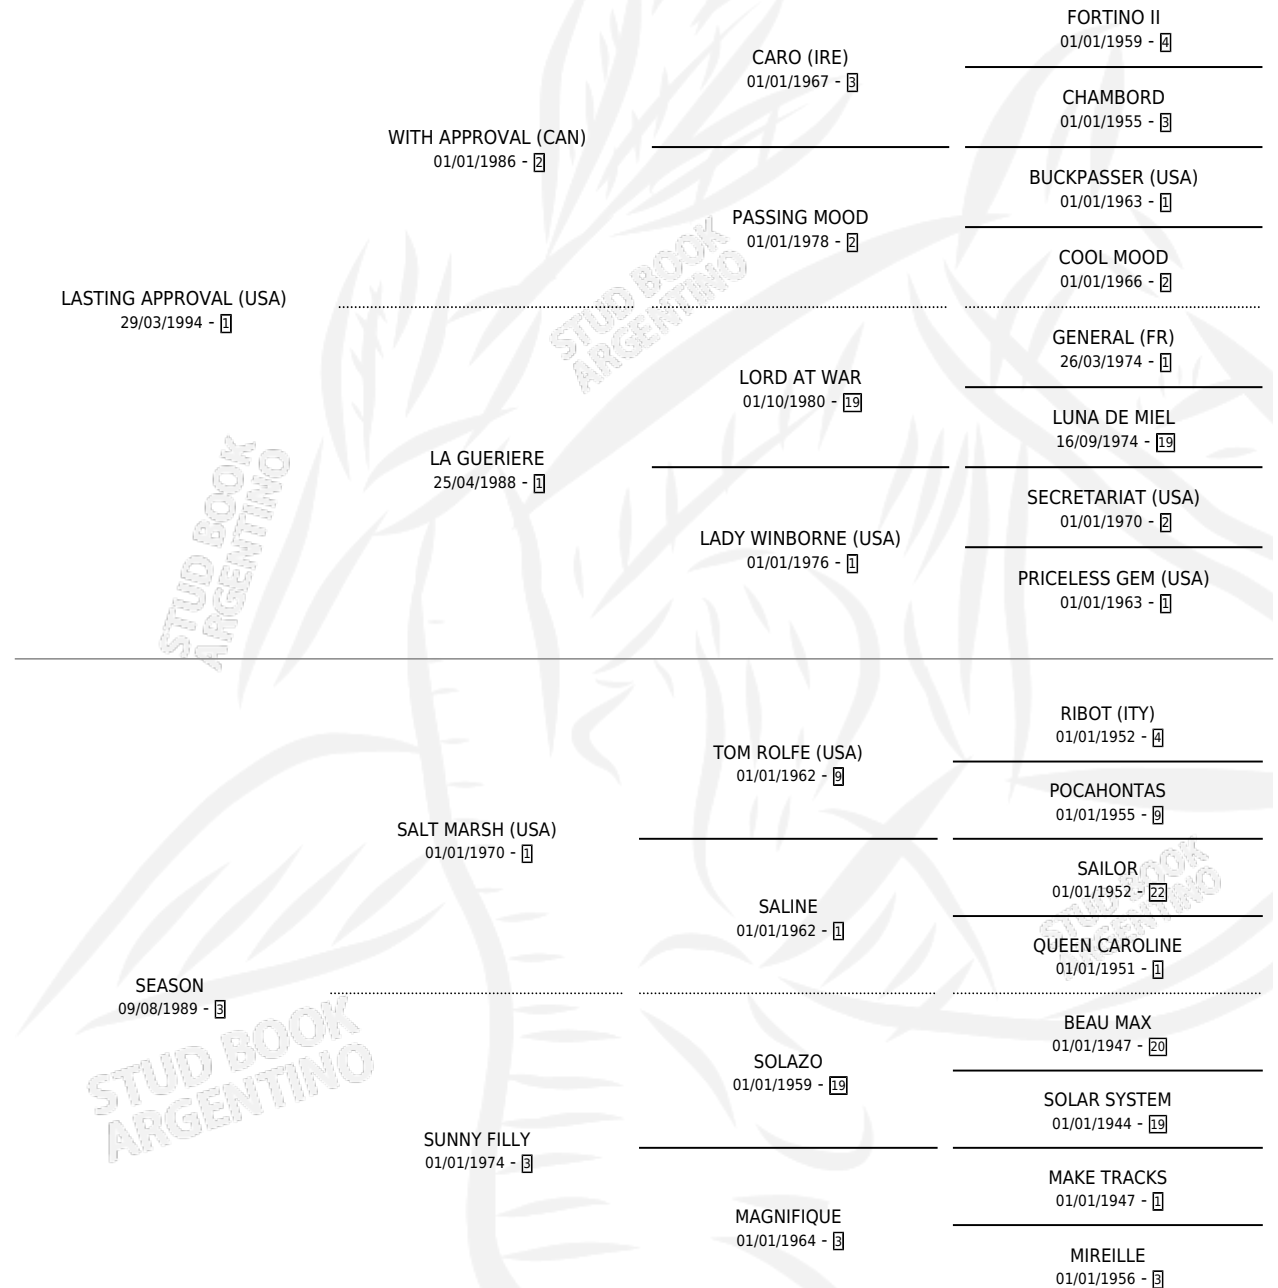 FORTINO II
01/01/1959 - 4
CARO (IRE)
01/01/1967 - 3
CHAMBORD
01/01/1955 - 3
WITH APPROVAL (CAN)
01/01/1986 - 2
BUCKPASSER (USA)
01/01/1963 - 1
PASSING MOOD
01/01/1978 - 2
COOL MOOD
01/01/1966 - 2
LASTING APPROVAL (USA)
29/03/1994 - 1
GENERAL (FR)
26/03/1974 - 1
LORD AT WAR
01/10/1980 - 19
LUNA DE MIEL
16/09/1974 - 19
LA GUERIERE
25/04/1988 - 1
SECRETARIAT (USA)
01/01/1970 - 2
LADY WINBORNE (USA)
01/01/1976 - 1
PRICELESS GEM (USA)
01/01/1963 - 1
RIBOT (ITY)
01/01/1952 - 4
TOM ROLFE (USA)
01/01/1962 - 9
POCAHONTAS
01/01/1955 - 9
SALT MARSH (USA)
01/01/1970 - 1
SAILOR
01/01/1952 - 22
SALINE
01/01/1962 - 1
QUEEN CAROLINE
01/01/1951 - 1
SEASON
09/08/1989 - 3
BEAU MAX
01/01/1947 - 20
SOLAZO
01/01/1959 - 19
SOLAR SYSTEM
01/01/1944 - 19
SUNNY FILLY
01/01/1974 - 3
MAKE TRACKS
01/01/1947 - 1
MAGNIFIQUE
01/01/1964 - 3
MIREILLE
01/01/1956 - 3
STUD BOOK
ARGENTINO
STUD BOOK
ARGENTINO
STUD BOOK
ARGENTINO
STUD BOOK
ARGENTINO